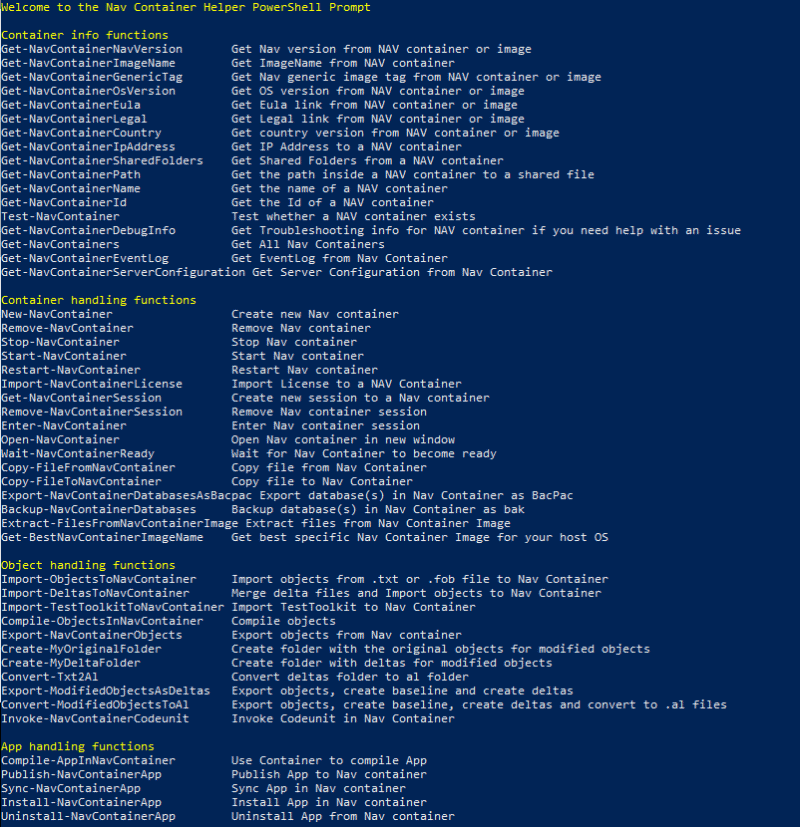 Welcome to the Nav Container Helper PowerShell Prompt
Container info functions
Get-NavContainerNavVersion Get Nav version from NAV container or image
Get-NavContainerImageName Get ImageName from NAV container
Get-NavContainerGenericTag Get Nav generic image tag from NAV container or image
Get-NavContainerOsVersion Get OS version from NAV container or image
Get-NavContainerEula Get Eula link from NAV container or image
Get-NavContainerLegal Get Legal link from NAV container or image
Get-NavContainerCountry Get country version from NAV container or image
Get-NavContainerIpAddress Get IP Address to a NAV container
Get-NavContainerSharedFolders Get Shared Folders from a NAV container
Get-NavContainerPath Get the path inside a NAV container to a shared file
Get-NavContainerName Get the name of a NAV container
Get-NavContainerId Get the Id of a NAV container
Test-NavContainer Test whether a NAV container exists
Get-NavContainerDebugInfo Get Troubleshooting info for NAV container if you need help with an issue
Get-NavContainers Get All Nav Containers
Get-NavContainerEventLog Get EventLog from Nav Container
Get-NavContainerServerConfiguration Get Server Configuration from Nav Container
Container handling functions
New-NavContainer Create new Nav container
Remove-NavContainer Remove Nav container
Stop-NavContainer Stop Nav container
Start-NavContainer Start Nav container
Restart-NavContainer Restart Nav container
Import-NavContainerLicense Import License to a NAV Container
Get-NavContainerSession Create new session to a Nav container
Remove-NavContainerSession Remove Nav container session
Enter-NavContainer Enter Nav container session
Open-NavContainer Open Nav container in new window
Wait-NavContainerReady Wait for Nav Container to become ready
Copy-FileFromNavContainer Copy file from Nav Container
Copy-FileToNavContainer Copy file to Nav Container
Export-NavContainerDatabasesAsBacpac Export database(s) in Nav Container as BacPac
Backup-NavContainerDatabases Backup database(s) in Nav Container as bak
Extract-FilesFromNavContainerImage Extract files from Nav Container Image
Get-BestNavContainerImageName Get best specific Nav Container Image for your host OS
Object handling functions
Import-ObjectsToNavContainer Import objects from .txt or .fob file to Nav Container
Import-DeltasToNavContainer Merge delta files and Import objects to Nav Container
Import-TestToolkitToNavContainer Import TestToolkit to Nav Container
Compile-ObjectsInNavContainer Compile objects
Export-NavContainerObjects Export objects from Nav container
Create-MyOriginalFolder Create folder with the original objects for modified objects
Create-MyDeltaFolder Create folder with deltas for modified objects
Convert-Txt2Al Convert deltas folder to al folder
Export-ModifiedObjectsAsDeltas Export objects, create baseline and create deltas
Convert-ModifiedObjectsToAl Export objects, create baseline, create deltas and convert to .al files
Invoke-NavContainerCodeunit Invoke Codeunit in Nav Container
App handling functions
Compile-AppInNavContainer Use Container to compile App
Publish-NavContainerApp Publish App to Nav container
Sync-NavContainerApp Sync App in Nav container
Install-NavContainerApp Install App in Nav container
Uninstall-NavContainerApp Uninstall App from Nav container